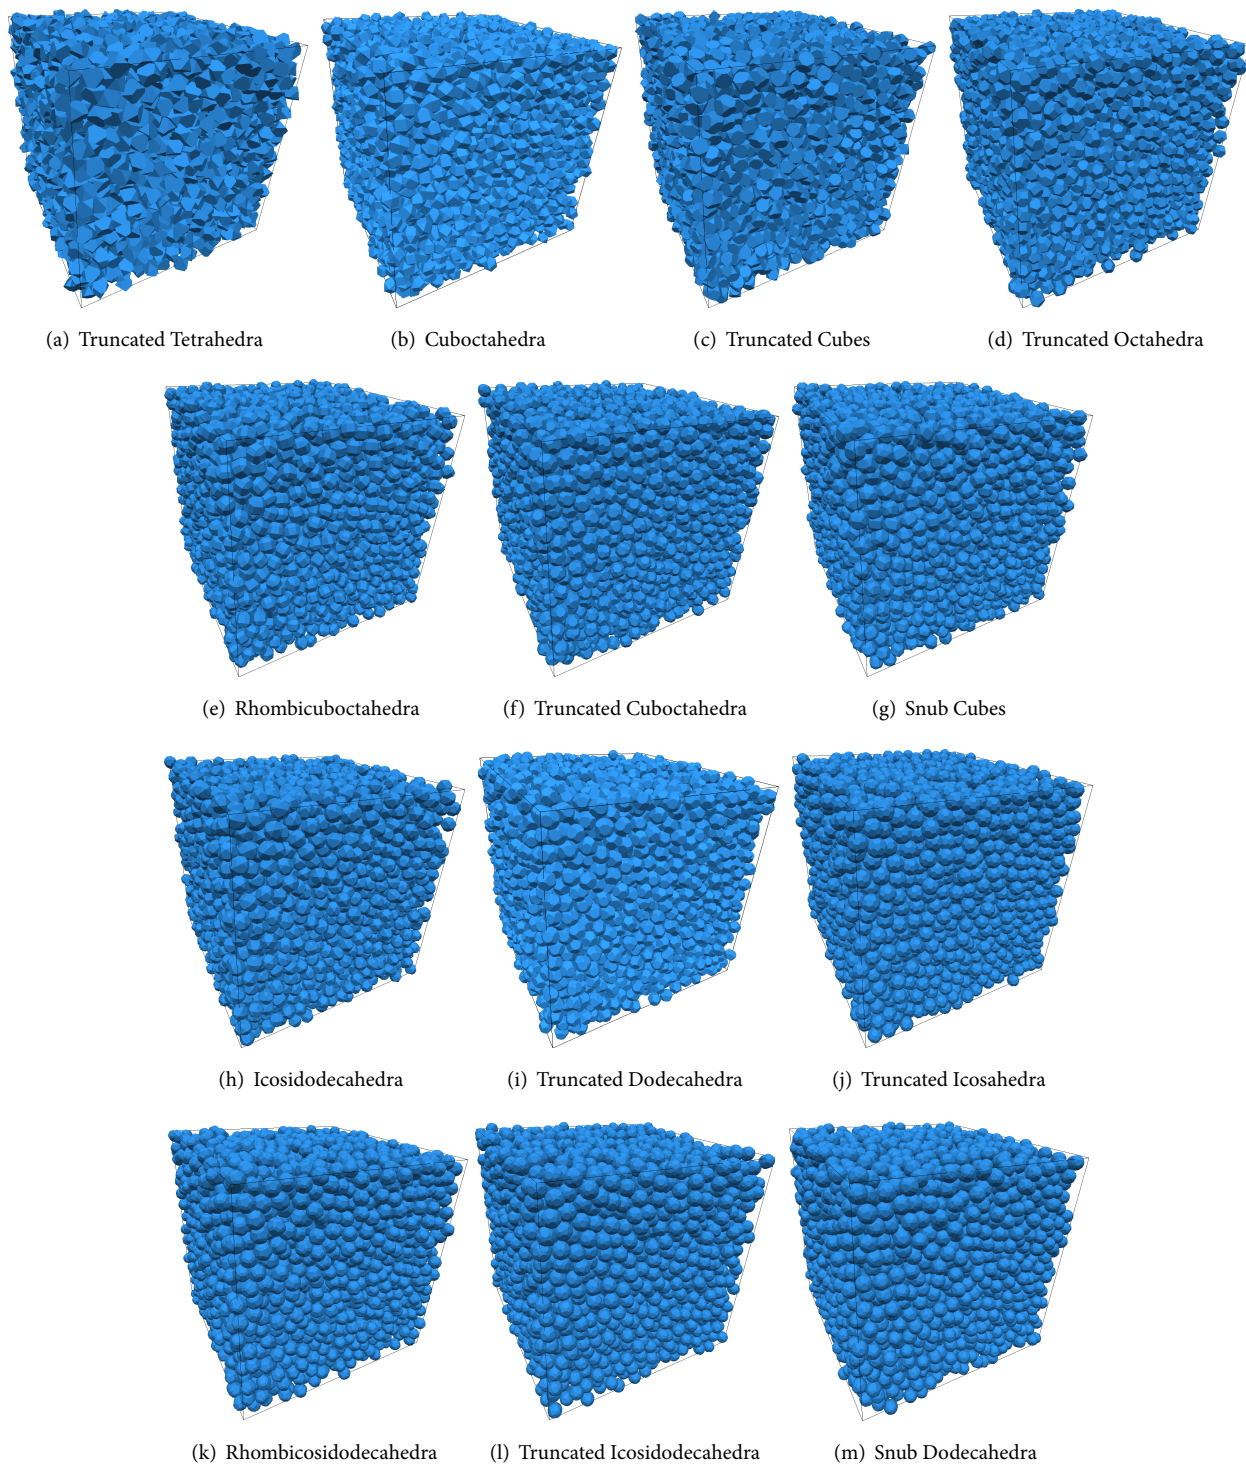 (a) Truncated Tetrahedra
(b) Cuboctahedra
(c) Truncated Cubes
(d) Truncated Octahedra
(e) Rhombicuboctahedra
(f) Truncated Cuboctahedra
(g) Snub Cubes
(h) Icosidodecahedra
(i) Truncated Dodecahedra
(j) Truncated Icosahedra
(k) Rhombicosidodecahedra
(l) Truncated Icosidodecahedra
(m) Snub Dodecahedra